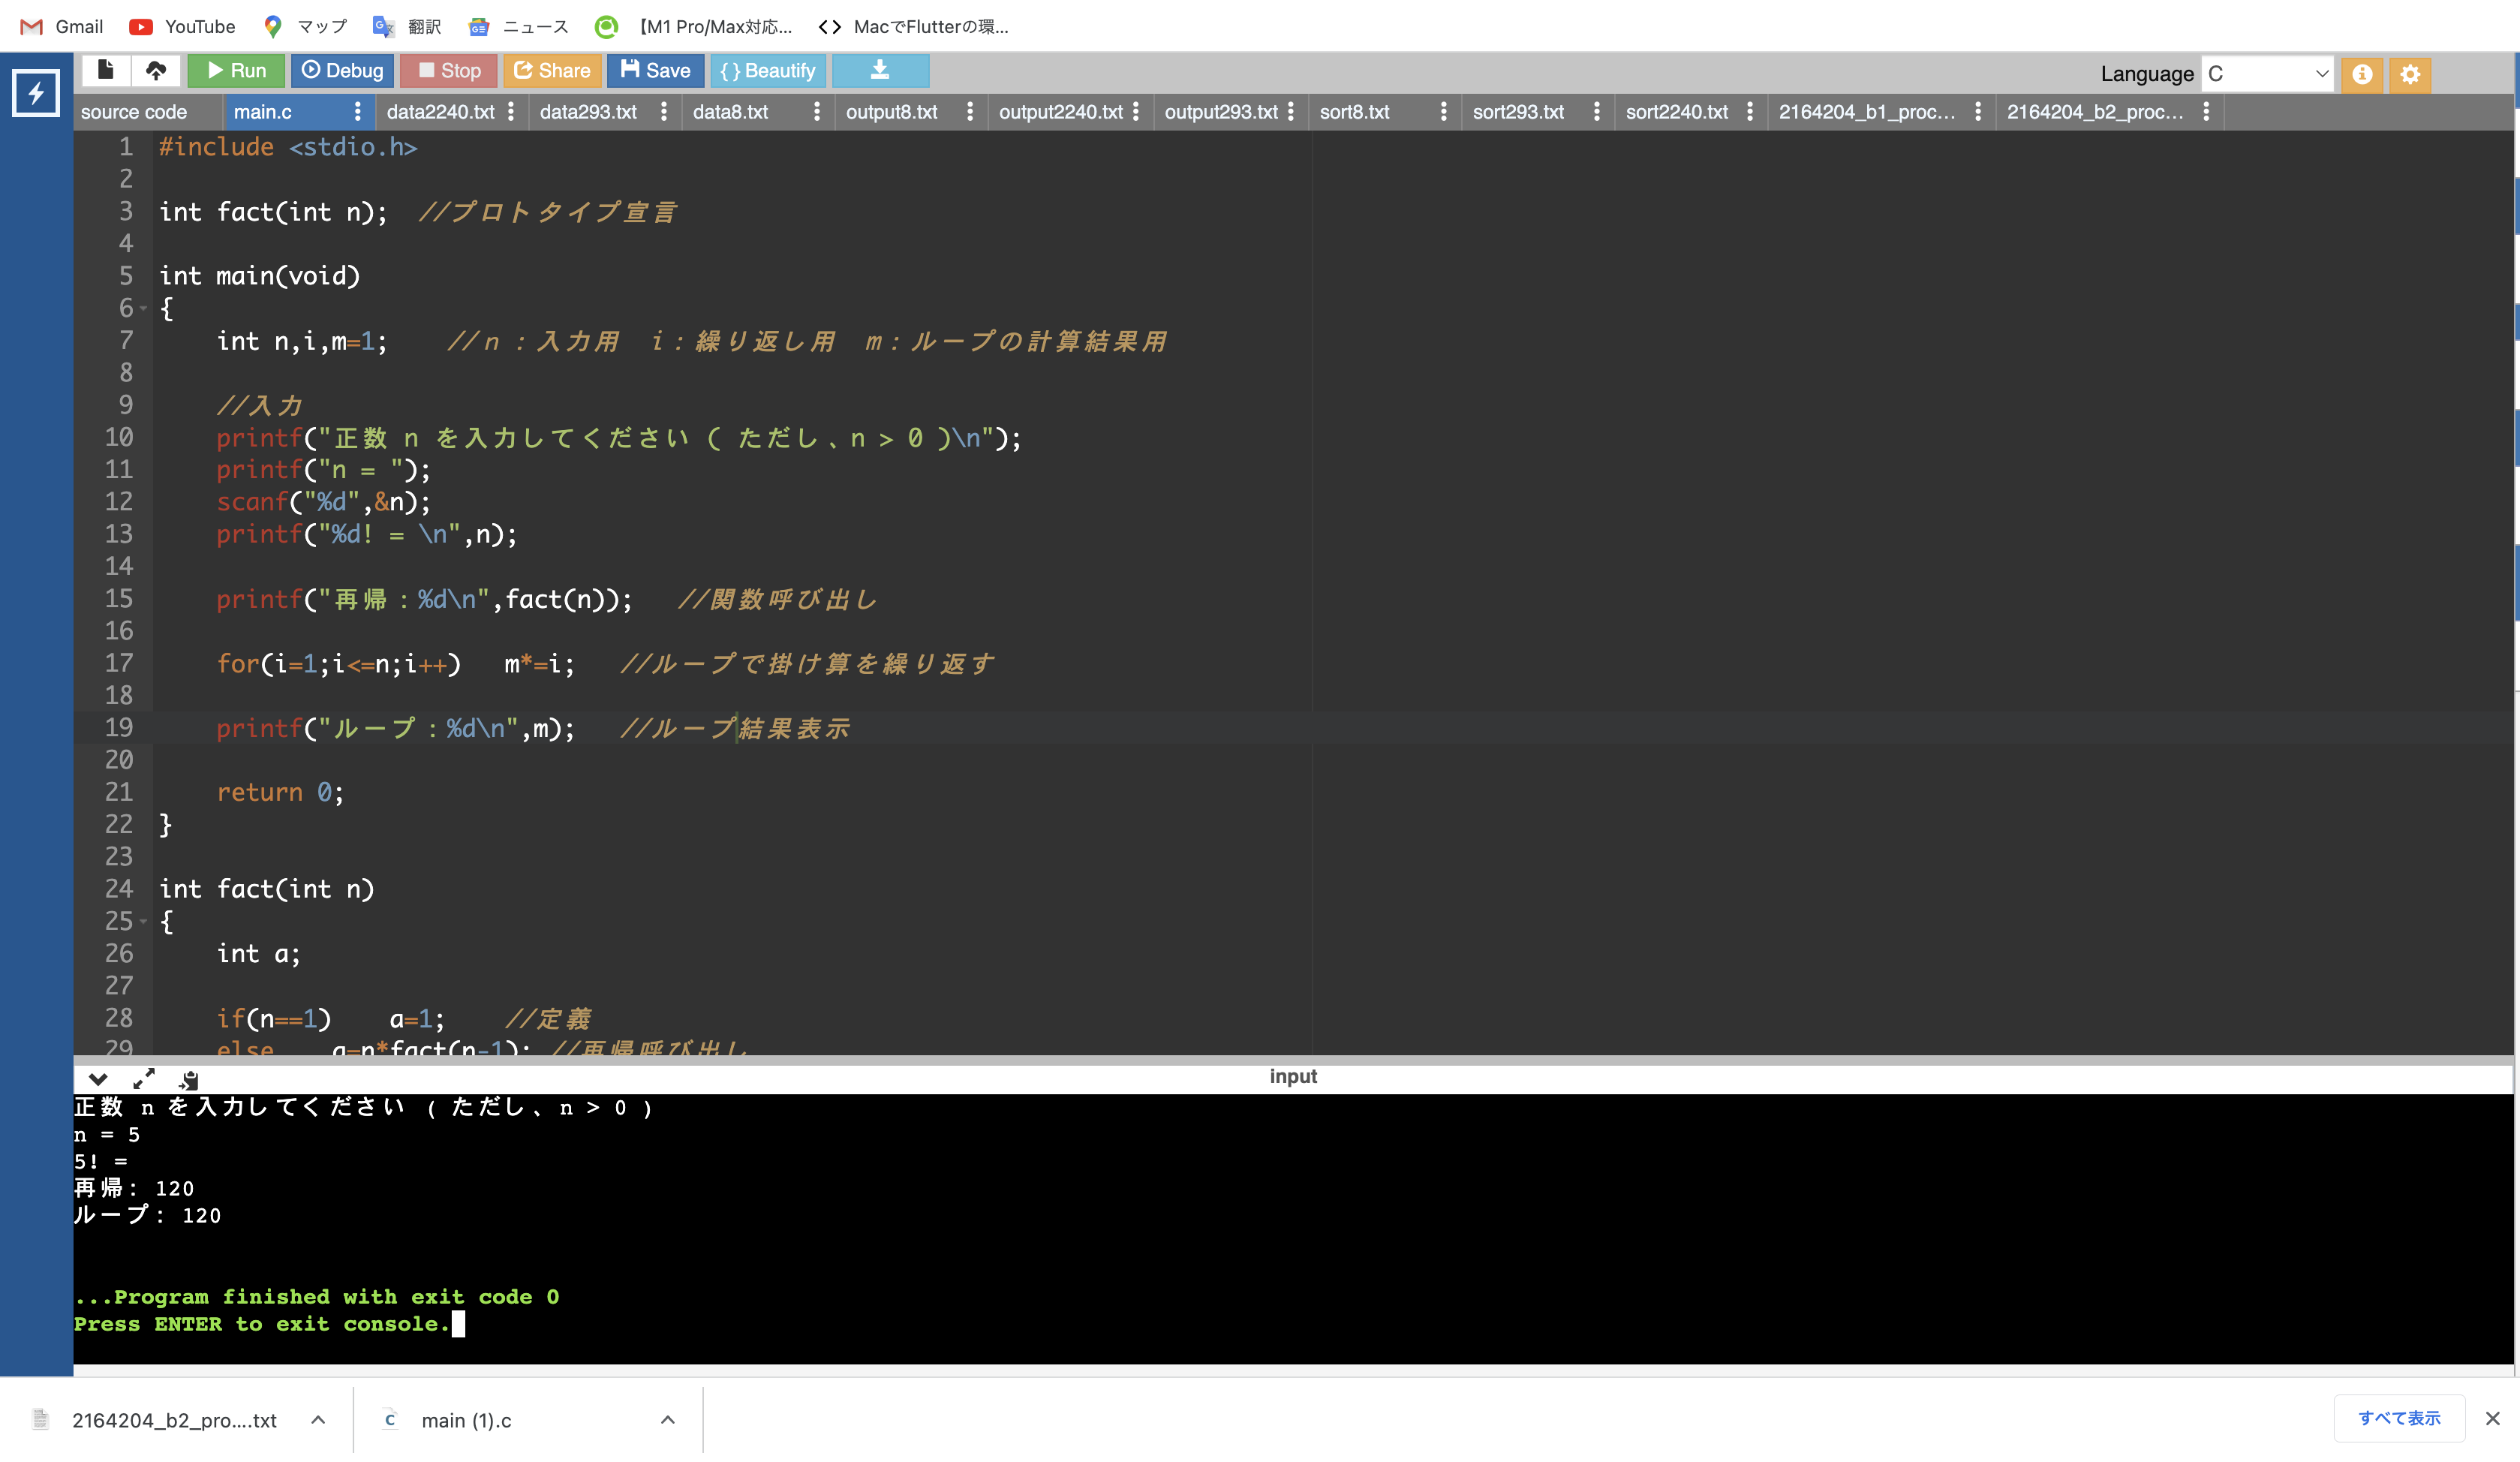 Gmail YouTube マップ 翻訳 ニュース 【M1 Pro/Max対応... MacでFlutterの環...
Run Debug Stop Share Save {} Beautify Language C
source code main.c data2240.txt data293.txt data8.txt output8.txt output2240.txt output293.txt sort8.txt sort293.txt sort2240.txt 2164204_b1_proc... 2164204_b2_proc...
1 #include <stdio.h>
2
3 int fact(int n);  //プロトタイプ宣言
4
5 int main(void)
6 {
7     int n,i,m=1;    //n：入力用　i：繰り返し用　m：ループの計算結果用
8
9     //入力
10     printf("正数 n を入力してください ( ただし、n > 0 )\n");
11     printf("n = ");
12     scanf("%d",&n);
13     printf("%d! = \n",n);
14
15     printf("再帰：%d\n",fact(n));   //関数呼び出し
16
17     for(i=1;i<=n;i++)   m*=i;   //ループで掛け算を繰り返す
18
19     printf("ループ：%d\n",m);   //ループ結果表示
20
21     return 0;
22 }
23
24 int fact(int n)
25 {
26     int a;
27
28     if(n==1)    a=1;    //定義
29     else    a=n*fact(n-1); //再帰呼び出し
input
正数 n を入力してください ( ただし、n > 0 )
n = 5
5! =
再帰：120
ループ：120
...Program finished with exit code 0
Press ENTER to exit console.
2164204_b2_pro....txt main (1).c すべて表示